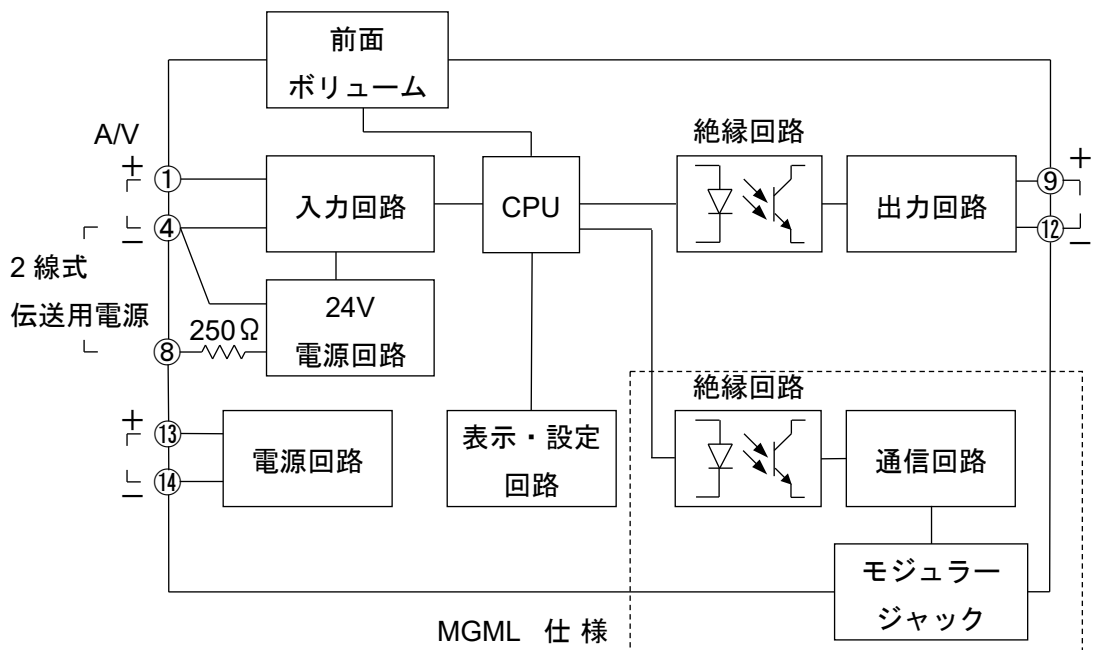 前面
ボリューム
A/V
絶縁回路
+
①
入力回路
CPU
出力回路
⑨
+
④
−
⑫
−
2 線式
伝送用電源
24V
電源回路
250Ω
⑧
絶縁回路
+
⑬
電源回路
⑭
−
表示・設定
回路
通信回路
モジュラー
ジャック
MGML 仕 様